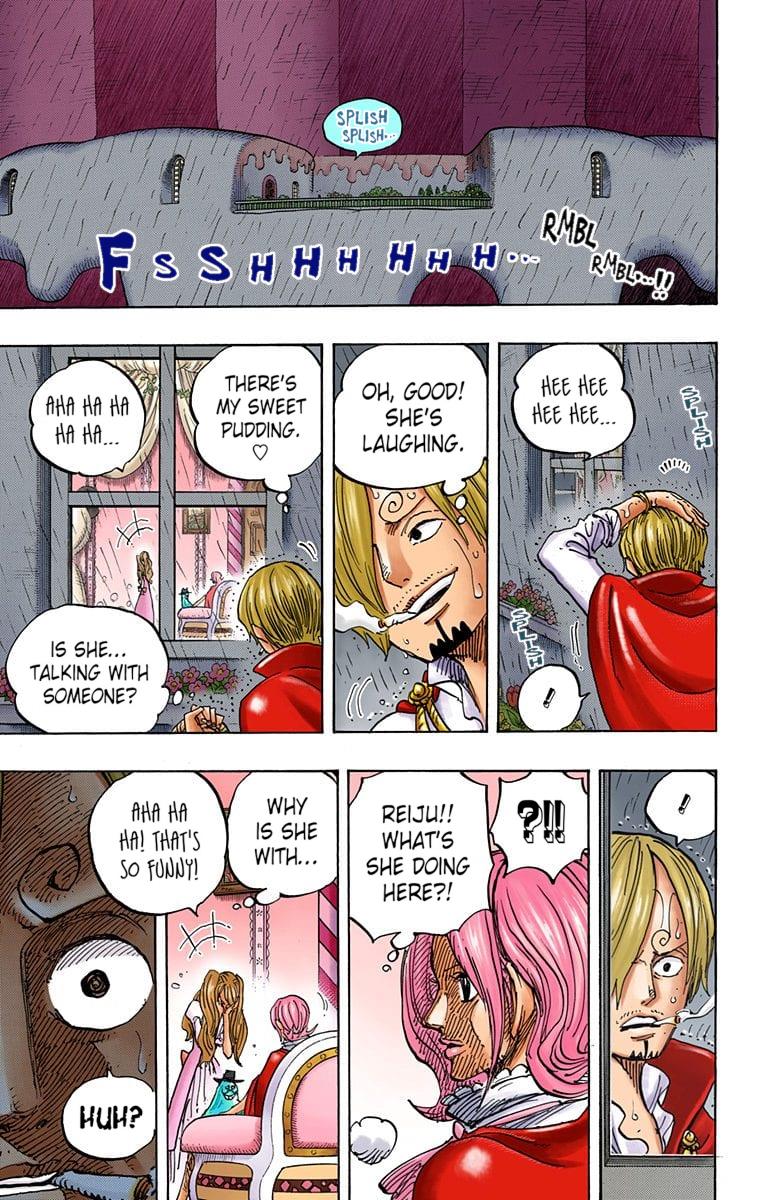 SPLISH
SPLISH...
FSSHHHHHH...
RMBL
RMBL...!!
HEE HEE
HEE HEE...
SPLISH
SPLISH
!
OH, GOOD!
SHE'S
LAUGHING.
THERE'S
MY SWEET
PUDDING.
♡
AHA HA HA
HA HA...
IS SHE...
TALKING WITH
SOMEONE?
!
?!!
REIJU!!
WHAT'S
SHE DOING
HERE?!
WHY
IS SHE
WITH...
AHA HA
HA! THAT'S
SO FUNNY!
HUH?